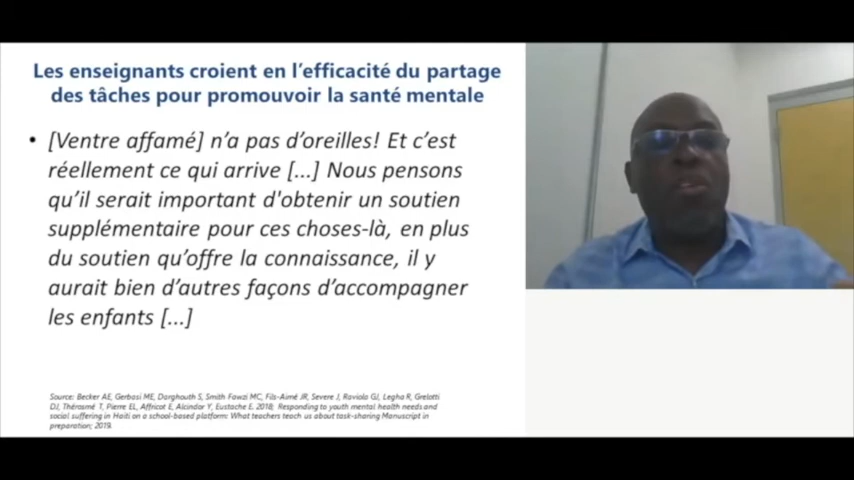 Les enseignants croient en l’efficacité du partage
des tâches pour promouvoir la santé mentale
• [Ventre affamé] n’a pas d’oreilles! Et c’est
réellement ce qui arrive [...] Nous pensons
qu’il serait important d'obtenir un soutien
supplémentaire pour ces choses-là, en plus
du soutien qu’offre la connaissance, il y
aurait bien d’autres façons d’accompagner
les enfants [...]
Source: Becker AE, Gerbasi ME, Darghouth S, Smith Fawzi MC, Fils-Aimé JR, Severe J, Raviola GJ, Legha R, Grelotti
DJ, Thérosmé T, Pierre EL, Affricot E, Alcindor Y, Eustache E. 2018; Responding to youth mental health needs and
social suffering in Haiti on a school-based platform: What teachers teach us about task-sharing Manuscript in
preparation; 2019.